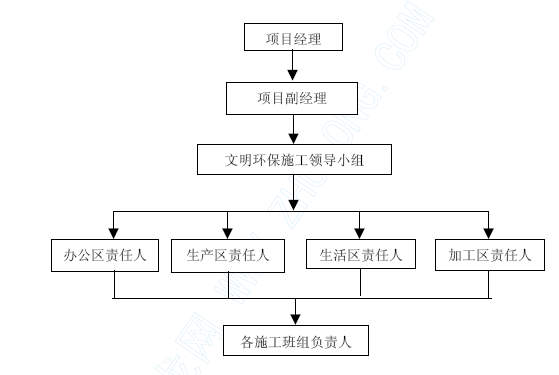 项目经理
项目副经理
文明环保施工领导小组
办公区责任人 生产区责任人 生活区责任人 加工区责任人
各施工班组负责人